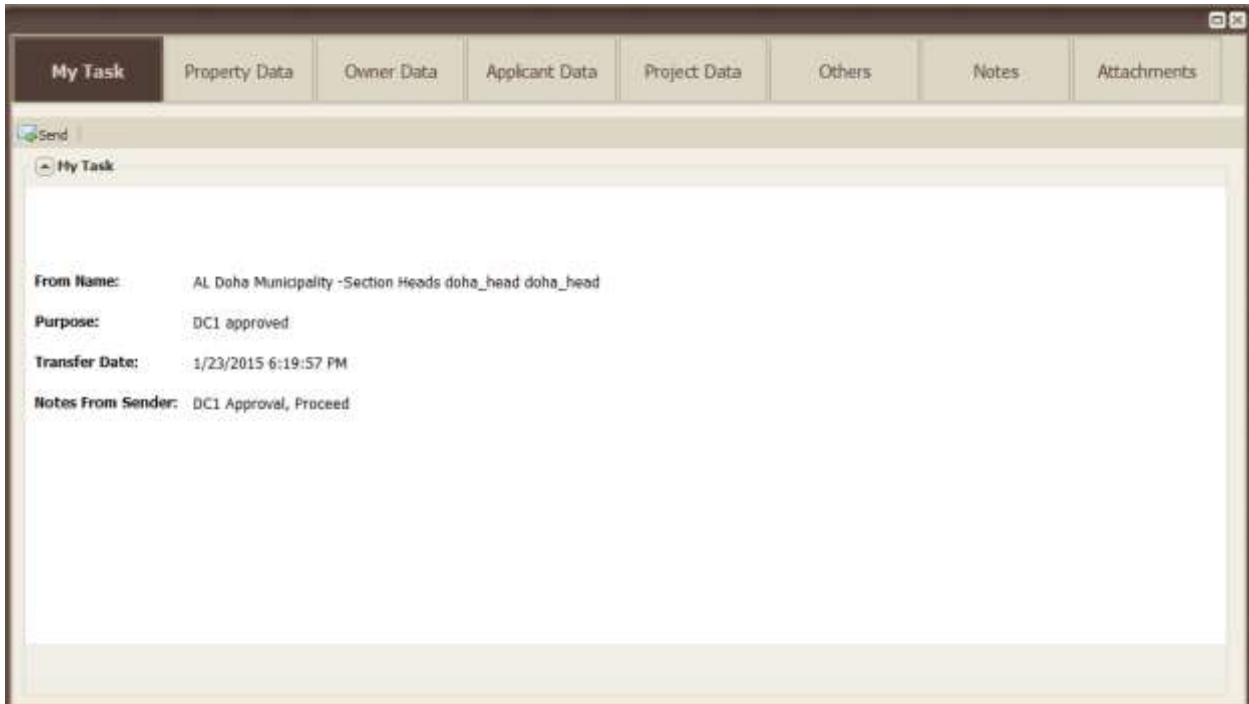 My Task Property Data Owner Data Applicant Data Project Data Others Notes Attachments
Send
My Task
From Name: AL Doha Municipality -Section Heads doha_head doha_head
Purpose: DC1 approved
Transfer Date: 1/23/2015 6:19:57 PM
Notes From Sender: DC1 Approval, Proceed